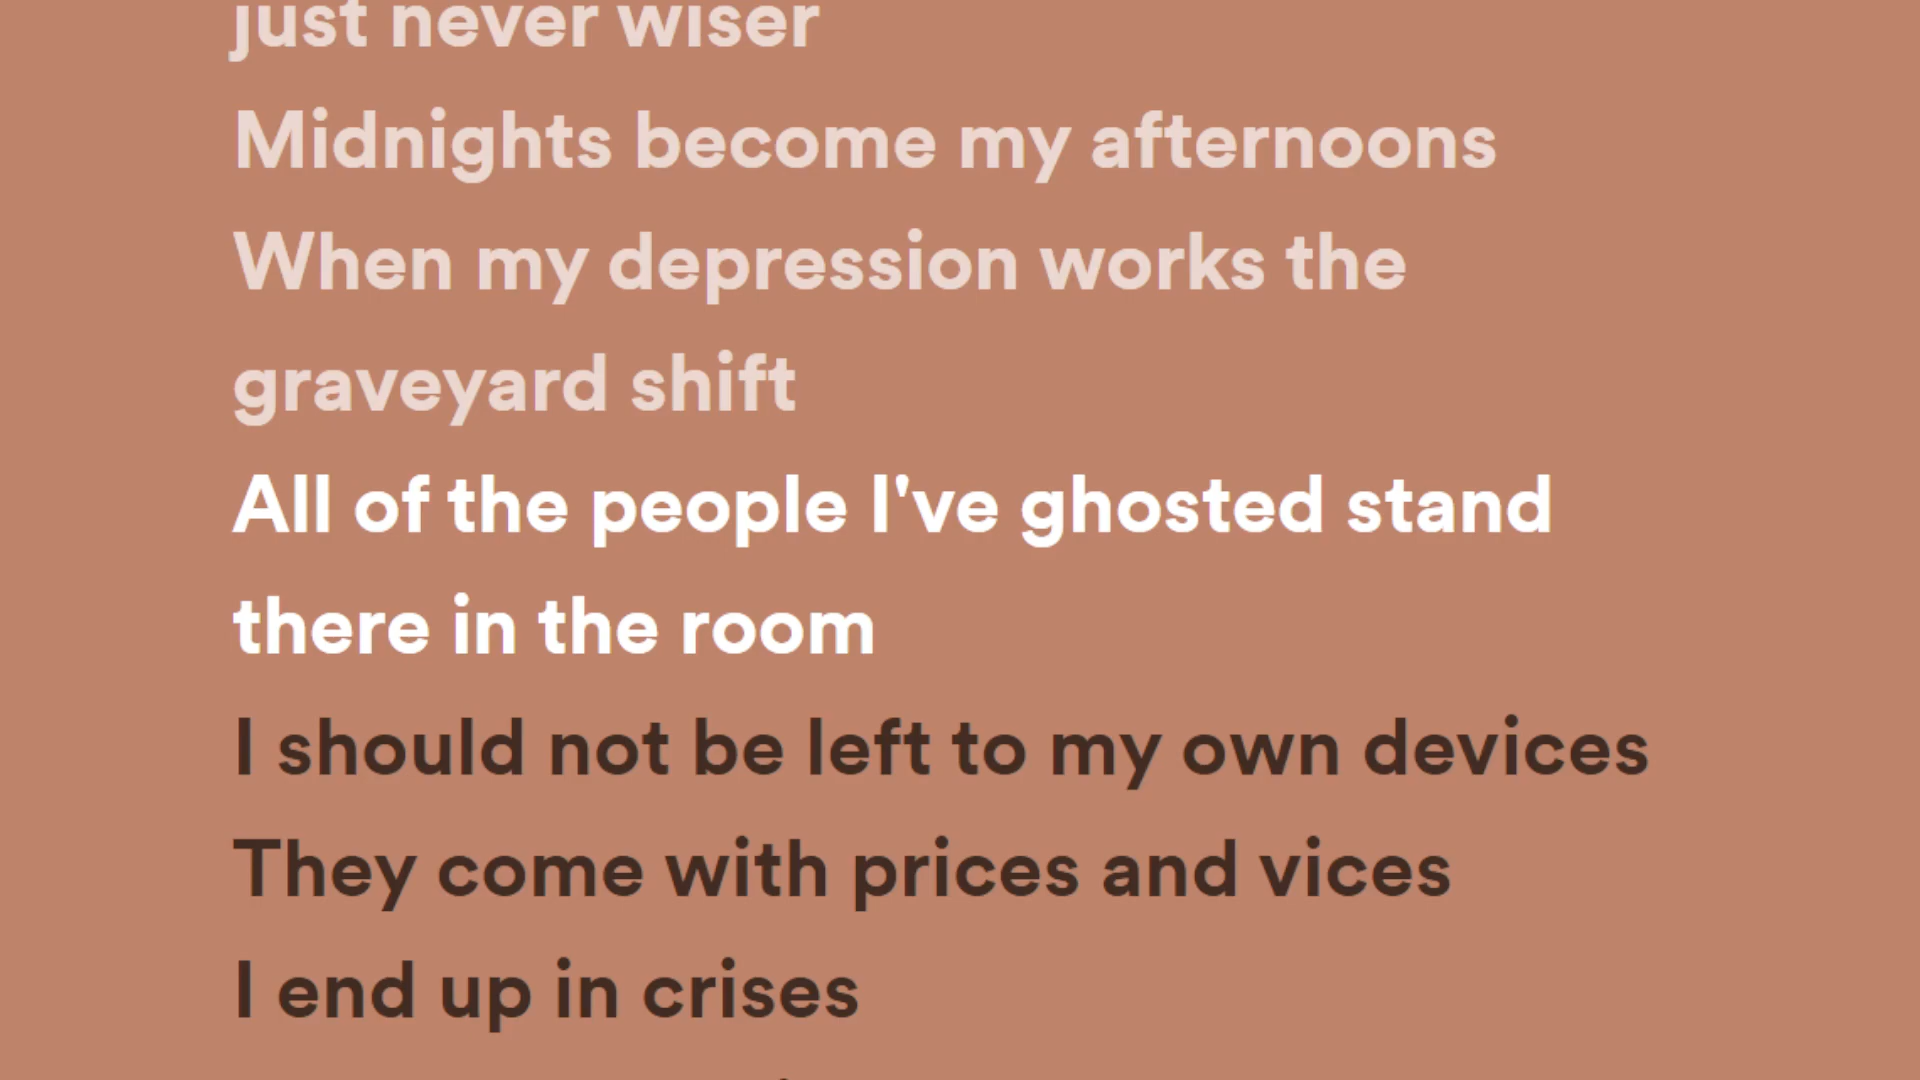 just never wiser
Midnights become my afternoons
When my depression works the
graveyard shift
All of the people I've ghosted stand
there in the room
I should not be left to my own devices
They come with prices and vices
I end up in crises